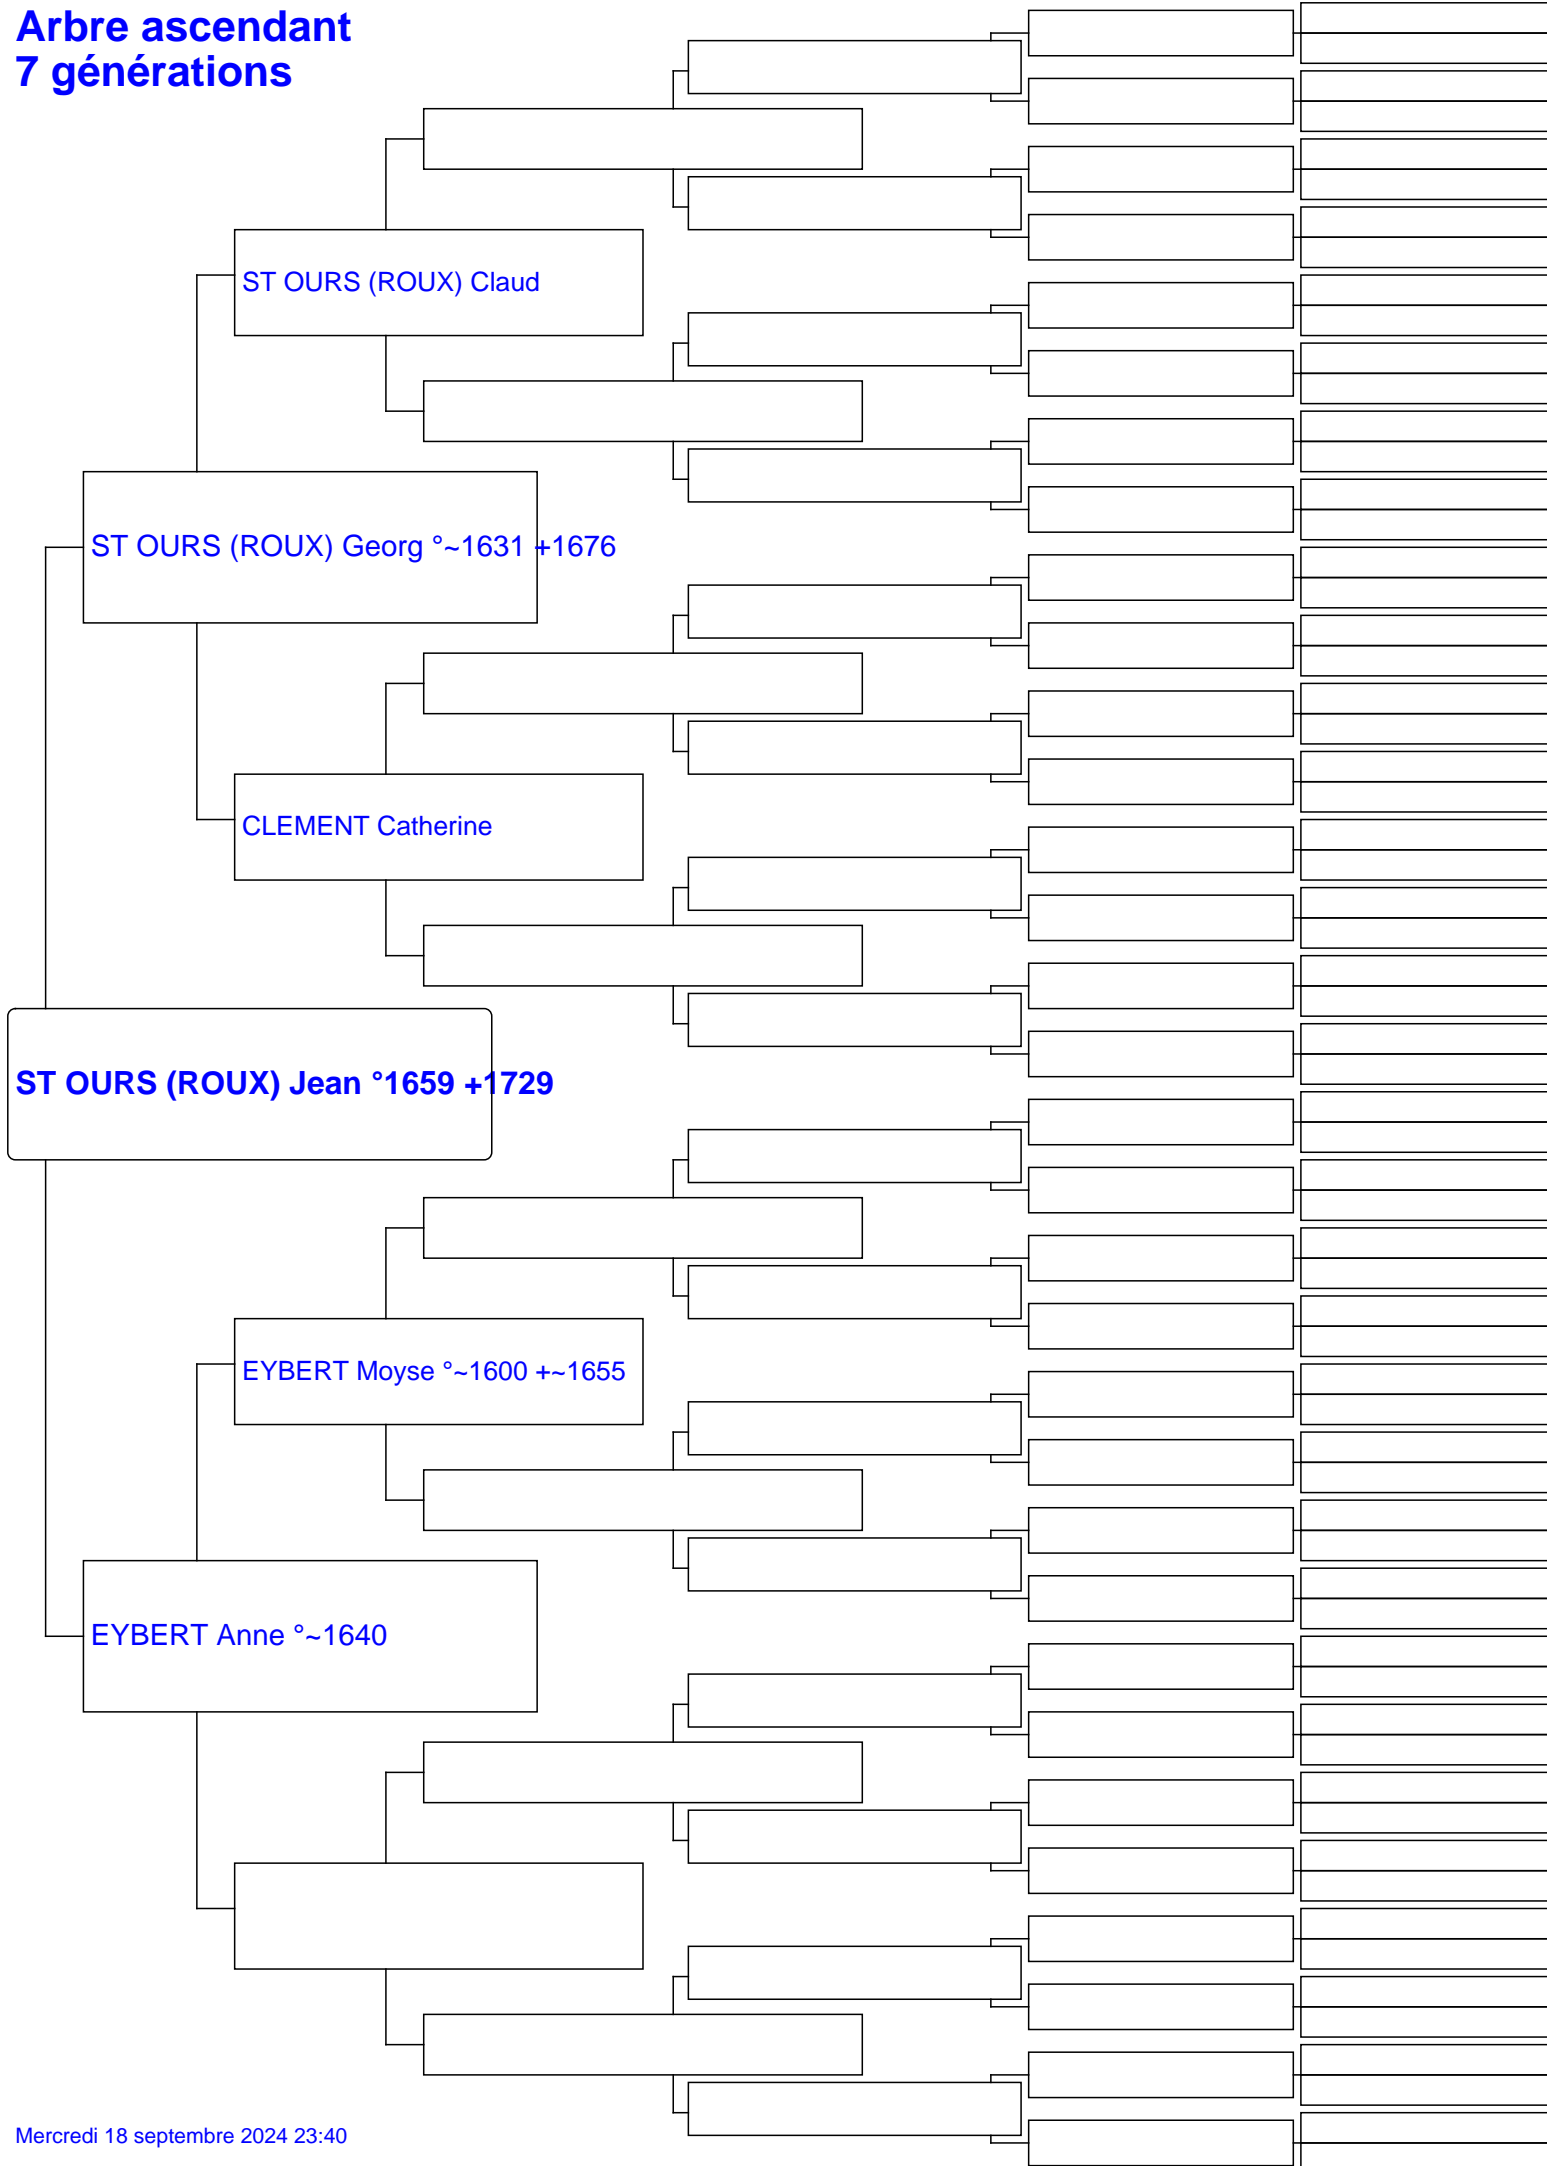 Arbre ascendant
7 générations
ST OURS (ROUX) Claud
ST OURS (ROUX) Georg °~1631 +1676
CLEMENT Catherine
ST OURS (ROUX) Jean °1659 +1729
EYBERT Moyse °~1600 +~1655
EYBERT Anne °~1640
Mercredi 18 septembre 2024 23:40